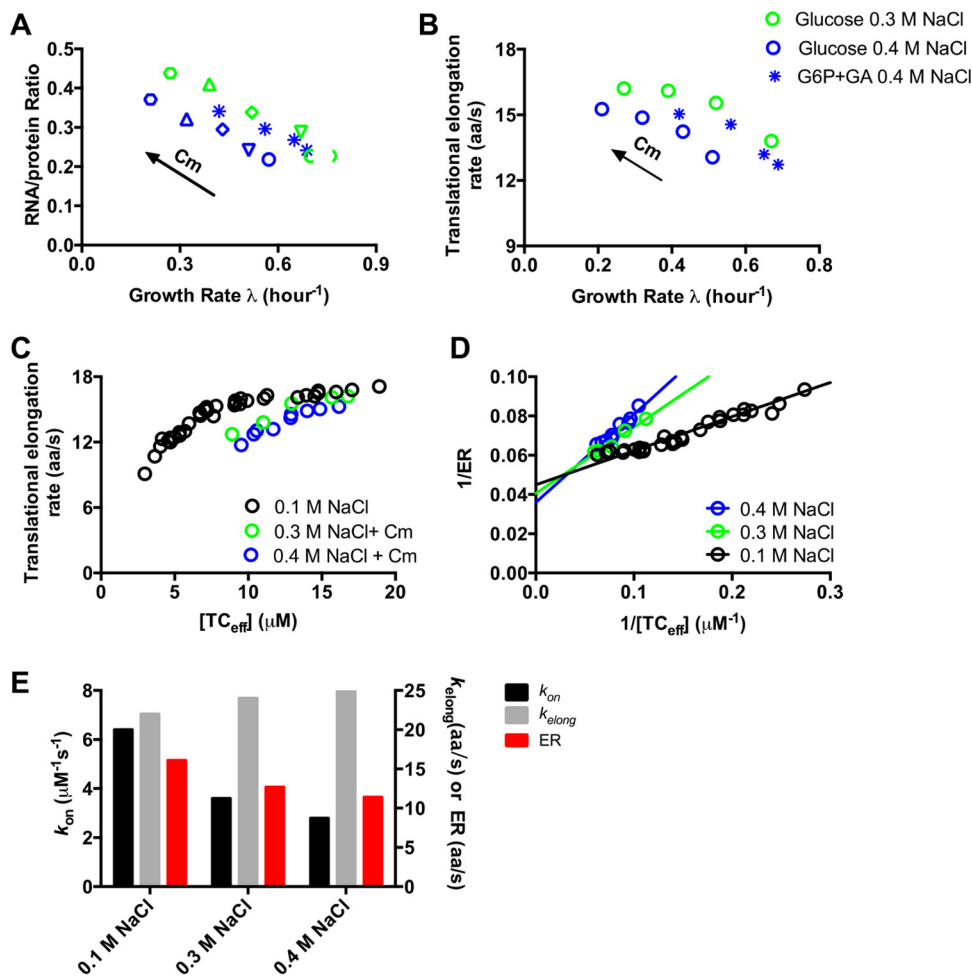 A
RNA/protein Ratio
0.5
0.4
0.3
0.2
0.1
0.0
Cm
0.0 0.3 0.6 0.9
Growth Rate λ (hour-1)
B
Translational elongation
rate (aa/s)
18
15
12
9
Cm
0.0 0.2 0.4 0.6 0.8
Growth Rate λ (hour-1)
Glucose 0.3 M NaCl
Glucose 0.4 M NaCl
G6P+GA 0.4 M NaCl
C
Translational elongation
rate (aa/s)
18
12
6
0
0.1 M NaCl
0.3 M NaCl+ Cm
0.4 M NaCl + Cm
0 5 10 15 20
[TCeff] (μM)
D
1/ER
0.10
0.08
0.06
0.04
0.02
0.00
0.4 M NaCl
0.3 M NaCl
0.1 M NaCl
0.0 0.1 0.2 0.3
1/[TCeff] (μM-1)
E
kon (μM-1s-1)
8
6
4
2
0
0.1 M NaCl
0.3 M NaCl
0.4 M NaCl
25
20
15
10
5
0
kelong(aa/s) or ER (aa/s)
kon
kelong
ER